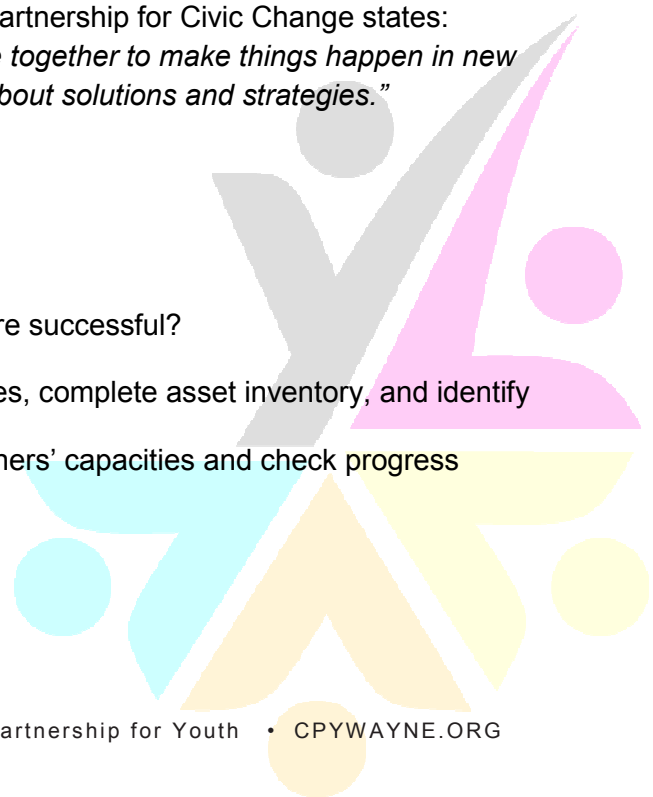 artnership for Civic Change states:
together to make things happen in new
bout solutions and strategies.”
re successful?
es, complete asset inventory, and identify
ners’ capacities and check progress
artnership for Youth • CPYWAYNE.ORG